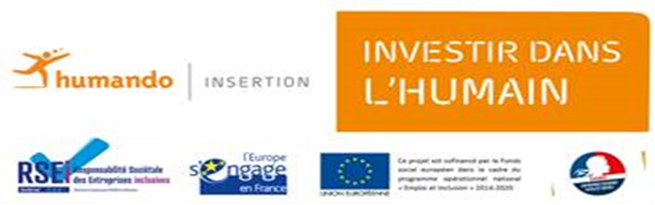 humando | INSERTION
INVESTIR DANS
L'HUMAIN
RSEi Responsabilité Sociétale
des Entreprises inclusives
l'Europe
s'engage
en France
UNION EUROPÉENNE
Ce projet est cofinancé par le Fonds
social européen dans le cadre du
programme opérationnel national
« Emploi et Inclusion » 2014-2020